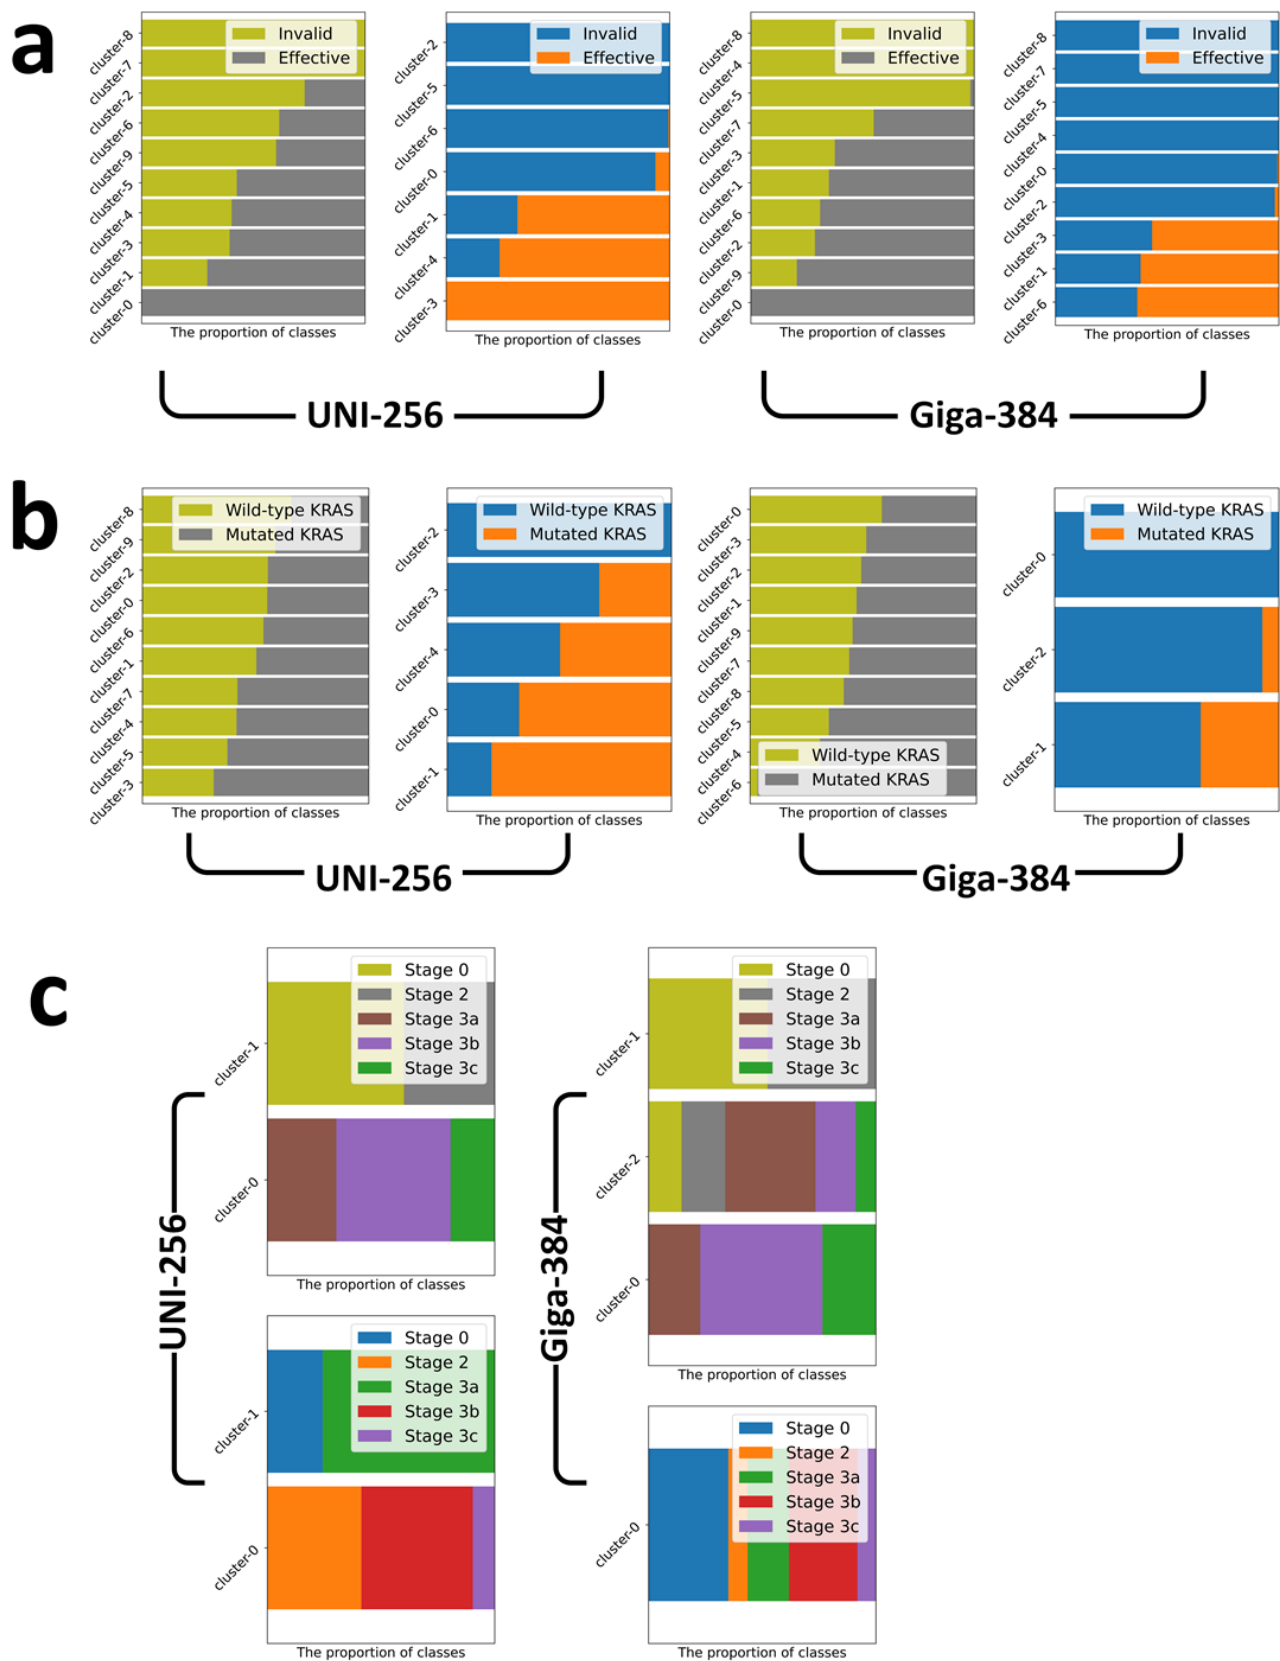 a
Invalid
Effective
cluster-8
cluster-7
cluster-2
cluster-6
cluster-9
cluster-5
cluster-4
cluster-3
cluster-1
cluster-0
The proportion of classes
Invalid
Effective
cluster-2
cluster-5
cluster-6
cluster-0
cluster-1
cluster-4
cluster-3
The proportion of classes
UNI-256
Invalid
Effective
cluster-8
cluster-4
cluster-5
cluster-7
cluster-3
cluster-1
cluster-6
cluster-2
cluster-9
cluster-0
The proportion of classes
Invalid
Effective
cluster-8
cluster-7
cluster-5
cluster-4
cluster-0
cluster-2
cluster-3
cluster-1
cluster-6
The proportion of classes
Giga-384
b
Wild-type KRAS
Mutated KRAS
cluster-8
cluster-9
cluster-2
cluster-0
cluster-6
cluster-1
cluster-7
cluster-4
cluster-5
cluster-3
The proportion of classes
Wild-type KRAS
Mutated KRAS
cluster-2
cluster-3
cluster-4
cluster-0
cluster-1
The proportion of classes
UNI-256
cluster-0
cluster-3
cluster-2
cluster-1
cluster-9
cluster-7
cluster-8
cluster-5
cluster-4
cluster-6
Wild-type KRAS
Mutated KRAS
The proportion of classes
Wild-type KRAS
Mutated KRAS
cluster-0
cluster-2
cluster-1
The proportion of classes
Giga-384
c
UNI-256
Stage 0
Stage 2
Stage 3a
Stage 3b
Stage 3c
cluster-1
cluster-0
The proportion of classes
Stage 0
Stage 2
Stage 3a
Stage 3b
Stage 3c
cluster-1
cluster-0
The proportion of classes
Giga-384
Stage 0
Stage 2
Stage 3a
Stage 3b
Stage 3c
cluster-1
cluster-2
cluster-0
The proportion of classes
Stage 0
Stage 2
Stage 3a
Stage 3b
Stage 3c
cluster-0
The proportion of classes